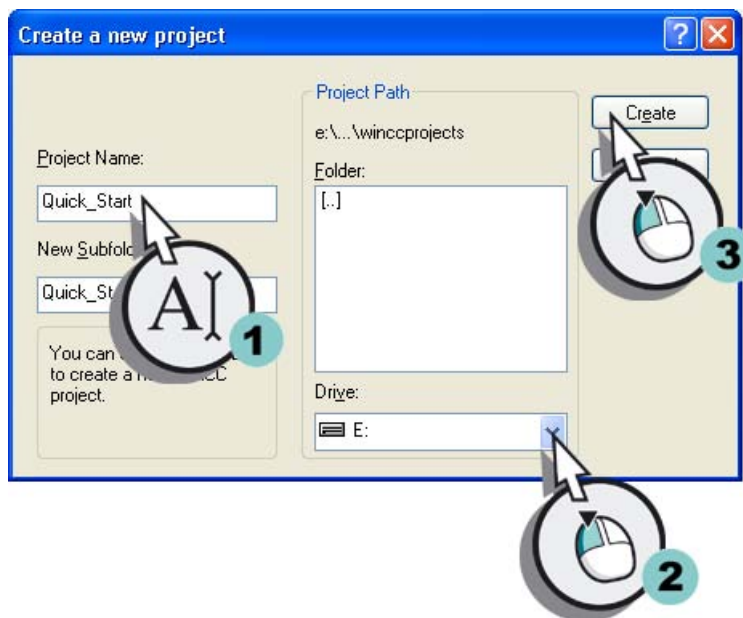 Create a new project
Project Name:
Quick_Start
New Subfol
Quick_St
You can
to create a
project.
Project Path
e:\...\winccprojects
Folder:
[..]
Drive:
E:
Create
A
1
2
3